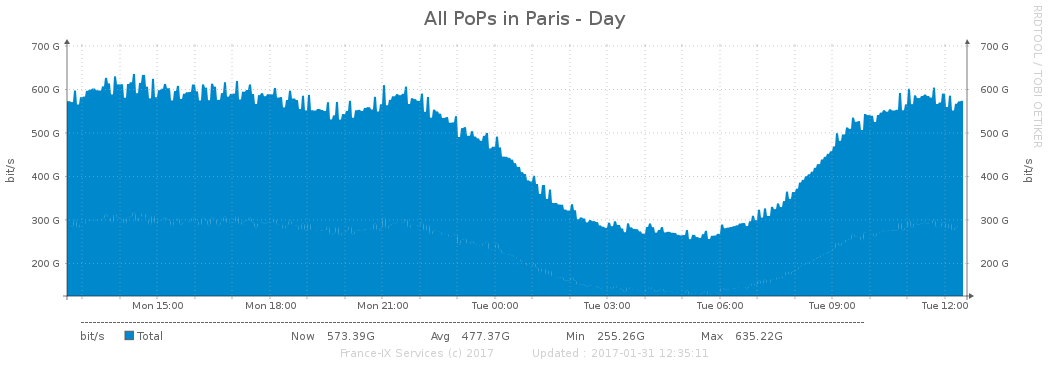 All PoPs in Paris - Day
RRDTOOL / TOBI OETIKER
700 G 700 G
600 G 600 G
500 G 500 G
400 G 400 G
300 G 300 G
200 G 200 G
bit/s bit/s
Mon 15:00 Mon 18:00 Mon 21:00 Tue 00:00 Tue 03:00 Tue 06:00 Tue 09:00 Tue 12:00
bit/s Total Now 573.39G Avg 477.37G Min 255.26G Max 635.22G
France-IX Services (c) 2017 Updated : 2017-01-31 12:35:11